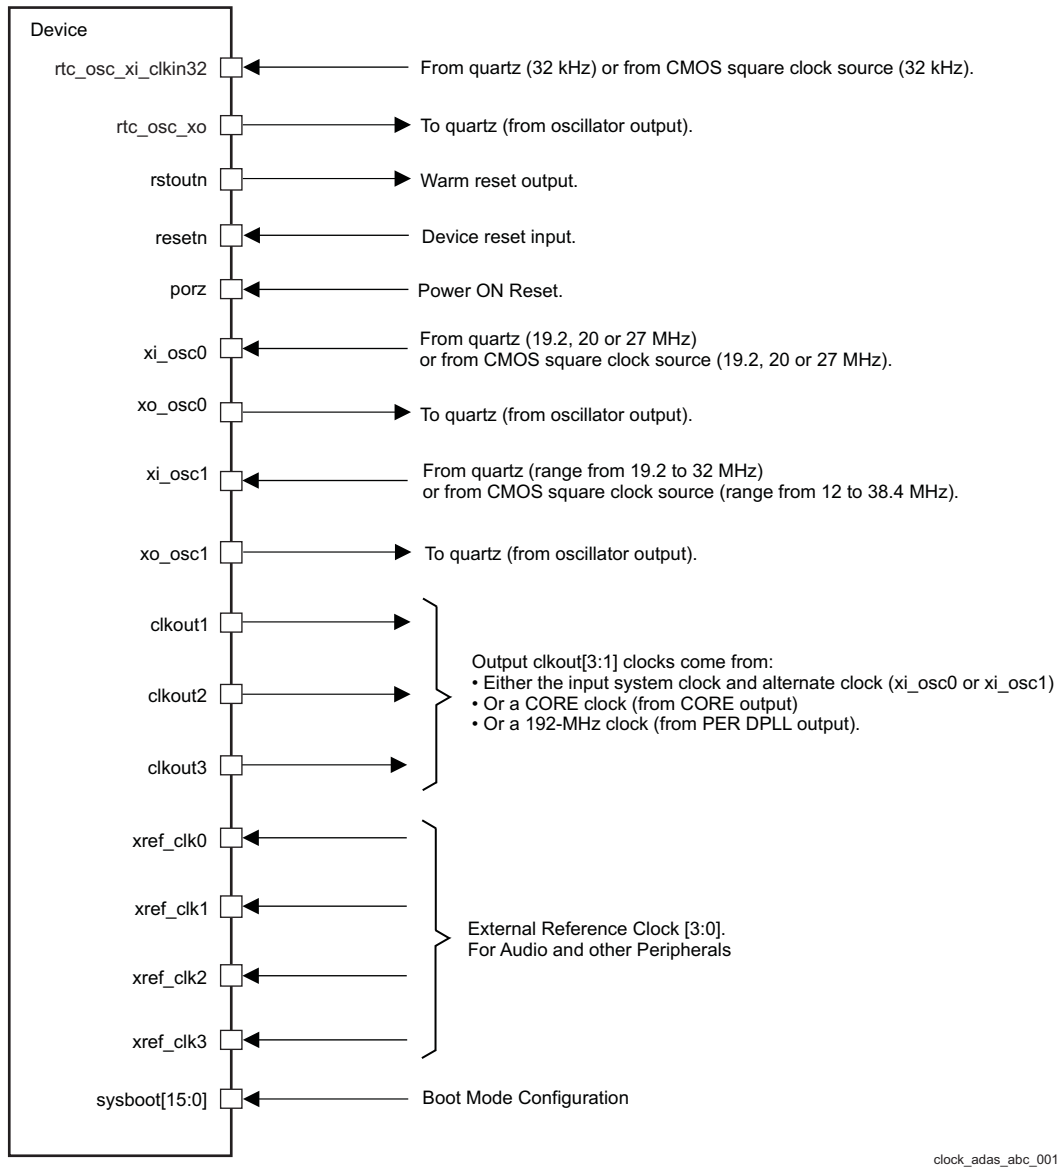 Device
rtc_osc_xi_clkin32
From quartz (32 kHz) or from CMOS square clock source (32 kHz).
rtc_osc_xo
To quartz (from oscillator output).
rstoutn
Warm reset output.
resetn
Device reset input.
porz
Power ON Reset.
xi_osc0
From quartz (19.2, 20 or 27 MHz)
or from CMOS square clock source (19.2, 20 or 27 MHz).
xo_osc0
To quartz (from oscillator output).
xi_osc1
From quartz (range from 19.2 to 32 MHz)
or from CMOS square clock source (range from 12 to 38.4 MHz).
xo_osc1
To quartz (from oscillator output).
clkout1
clkout2
clkout3
Output clkout[3:1] clocks come from:
• Either the input system clock and alternate clock (xi_osc0 or xi_osc1)
• Or a CORE clock (from CORE output)
• Or a 192-MHz clock (from PER DPLL output).
xref_clk0
xref_clk1
xref_clk2
xref_clk3
External Reference Clock [3:0].
For Audio and other Peripherals
sysboot[15:0]
Boot Mode Configuration
clock_adas_abc_001